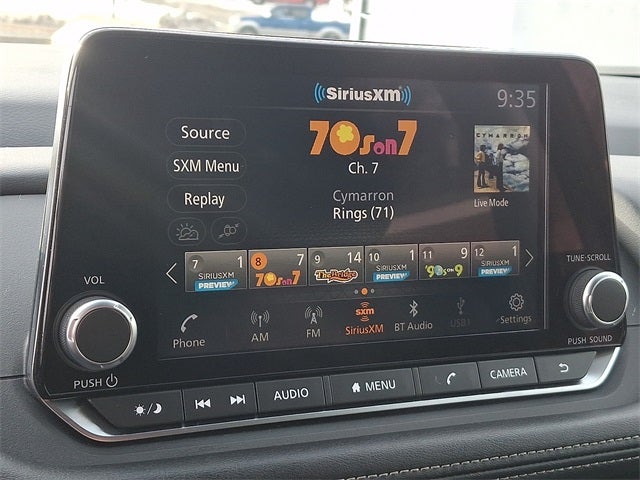 SiriusXM
9:35
Source
70s on 7
CYMARRON
SXM Menu
Ch. 7
Replay
Cymarron
Rings (71)
Live Mode
7 1 8 7 9 14 10 1 11 9 12 1
SIRIUSXM PREVIEW 70s on 7 The Bridge SIRIUSXM PREVIEW '90s ON 9 SIRIUSXM PREVIEW
sxm
Phone AM FM SiriusXM BT Audio USB1 Settings
VOL
PUSH
TUNE·SCROLL
PUSH SOUND
AUDIO MENU CAMERA